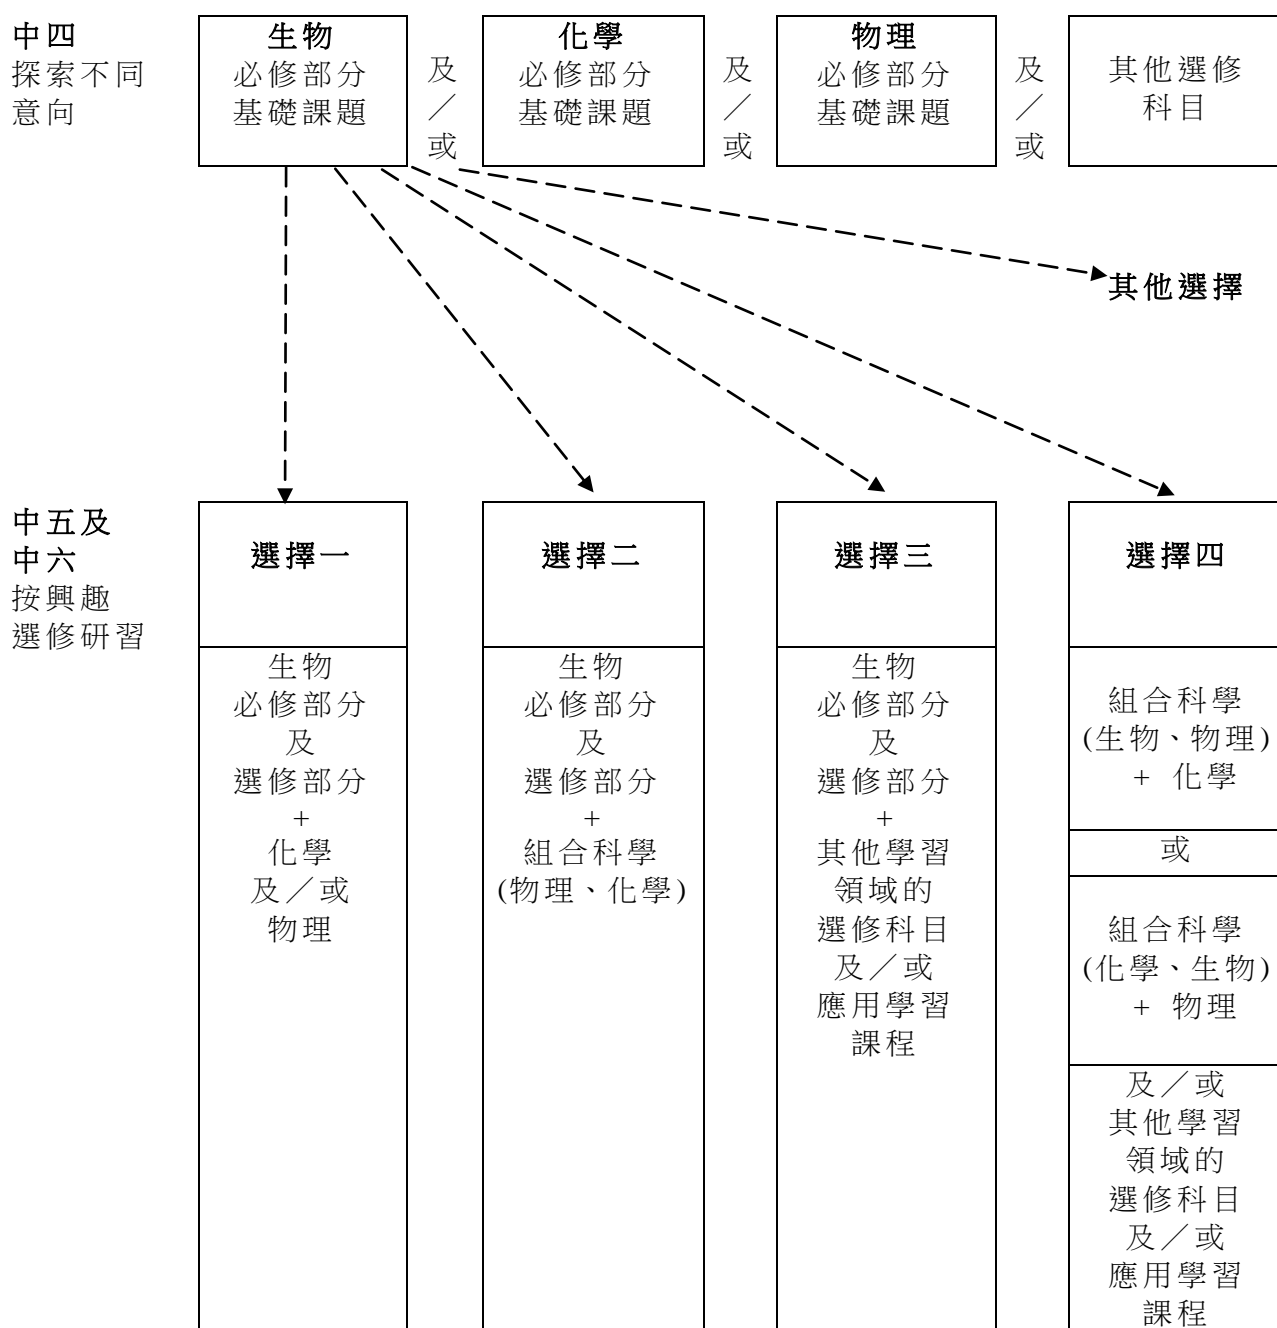 中四
探索不同
意向
生物
必修部分
基礎課題
及
／
或
化學
必修部分
基礎課題
及
／
或
物理
必修部分
基礎課題
及
／
或
其他選修
科目
其他選擇
中五及
中六
按興趣
選修研習
選擇一
生物
必修部分
及
選修部分
+
化學
及／或
物理
選擇二
生物
必修部分
及
選修部分
+
組合科學
(物理、化學)
選擇三
生物
必修部分
及
選修部分
+
其他學習
領域的
選修科目
及／或
應用學習
課程
選擇四
組合科學
(生物、物理)
+ 化學
或
組合科學
(化學、生物)
+ 物理
及／或
其他學習
領域的
選修科目
及／或
應用學習
課程